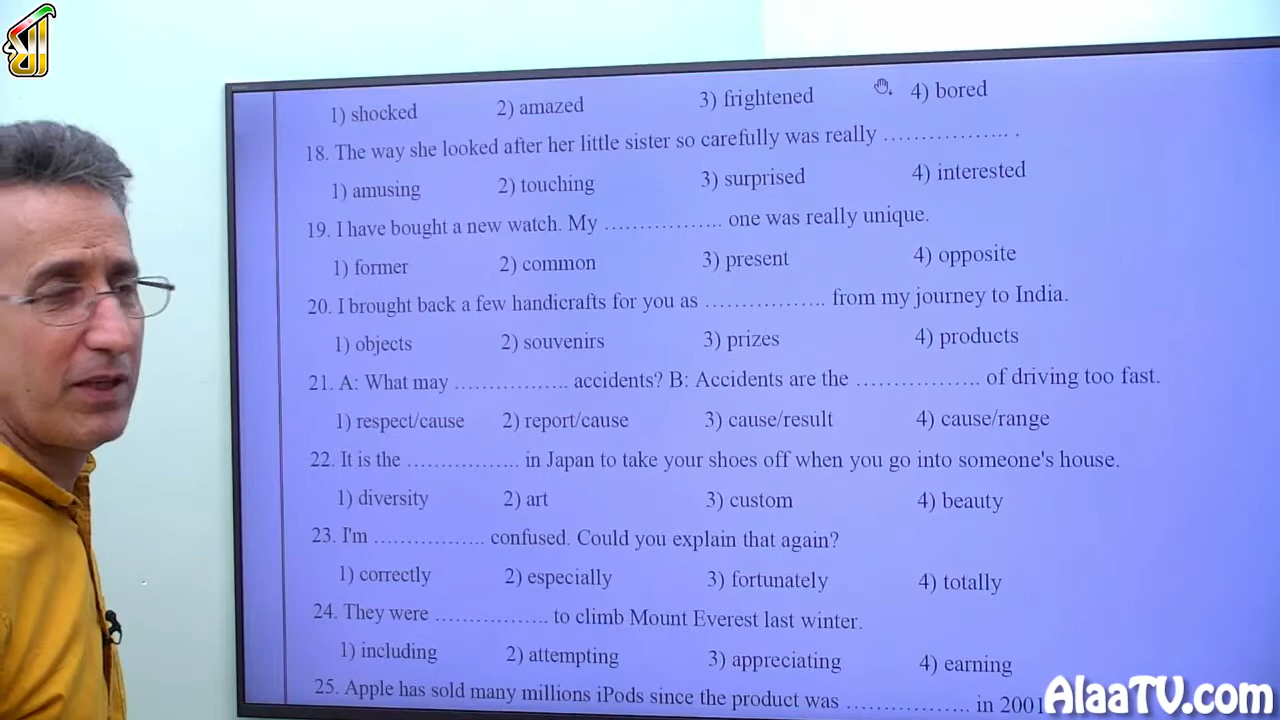 1) shocked 2) amazed 3) frightened 4) bored
18. The way she looked after her little sister so carefully was really ................. .
1) amusing 2) touching 3) surprised 4) interested
19. I have bought a new watch. My ................. one was really unique.
1) former 2) common 3) present 4) opposite
20. I brought back a few handicrafts for you as ................. from my journey to India.
1) objects 2) souvenirs 3) prizes 4) products
21. A: What may ................. accidents? B: Accidents are the ................. of driving too fast.
1) respect/cause 2) report/cause 3) cause/result 4) cause/range
22. It is the ................. in Japan to take your shoes off when you go into someone's house.
1) diversity 2) art 3) custom 4) beauty
23. I'm ................. confused. Could you explain that again?
1) correctly 2) especially 3) fortunately 4) totally
24. They were ................. to climb Mount Everest last winter.
1) including 2) attempting 3) appreciating 4) earning
25. Apple has sold many millions iPods since the product was ................. in 2001
AlaaTV.com